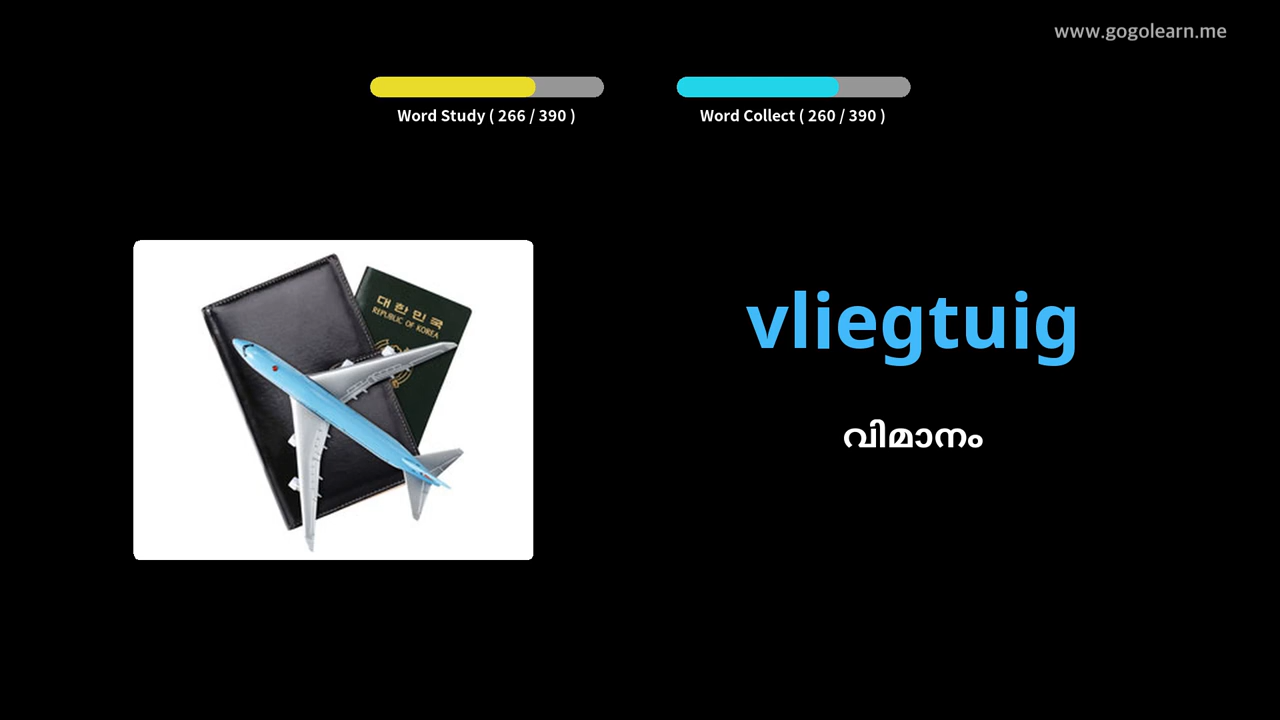 www.gogolearn.me
Word Study ( 266 / 390 )
Word Collect ( 260 / 390 )
대한민국
REPUBLIC OF KOREA
vliegtuig
വിമാനം